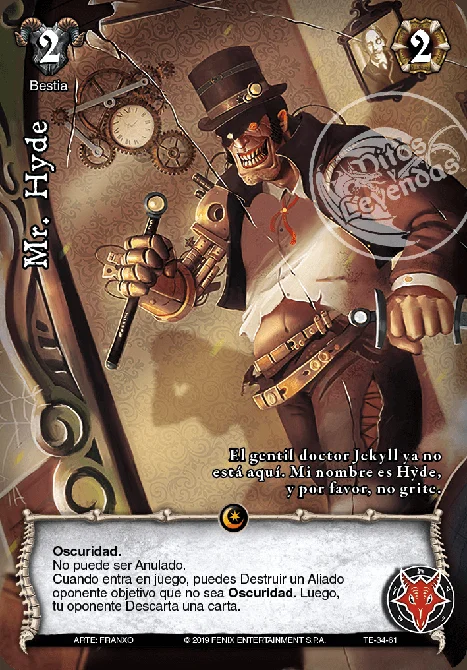 2
2
Bestia
Mr. Hyde
Mitos
y
Leyendas
El gentil doctor Jekyll ya no
está aquí. Mi nombre es Hyde,
y por favor, no grite.
Oscuridad.
No puede ser Anulado.
Cuando entra en juego, puedes Destruir un Aliado
oponente objetivo que no sea Oscuridad. Luego,
tu oponente Descarta una carta.
ARTE: FRANXO © 2019 FENIX ENTERTAINMENT S.P.A. TE-34-61